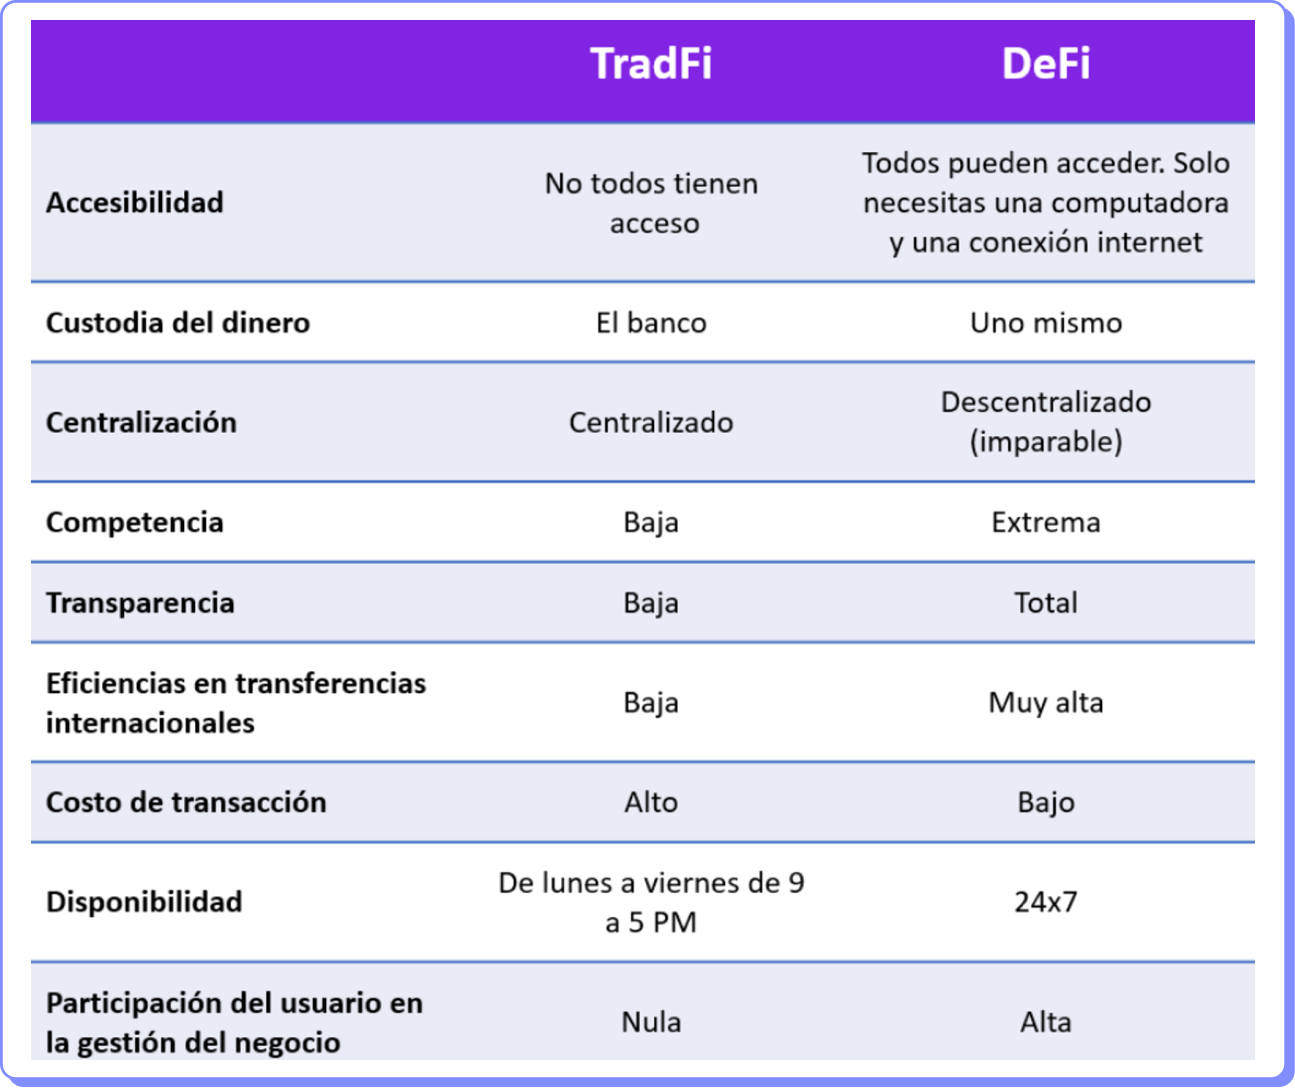 TradFi DeFi
Accesibilidad
No todos tienen
acceso
Todos pueden acceder. Solo
necesitas una computadora
y una conexión internet
Custodia del dinero
El banco
Uno mismo
Centralización
Centralizado
Descentralizado
(imparable)
Competencia
Baja
Extrema
Transparencia
Baja
Total
Eficiencias en transferencias
internacionales
Baja
Muy alta
Costo de transacción
Alto
Bajo
Disponibilidad
De lunes a viernes de 9
a 5 PM
24x7
Participación del usuario en
la gestión del negocio
Nula
Alta